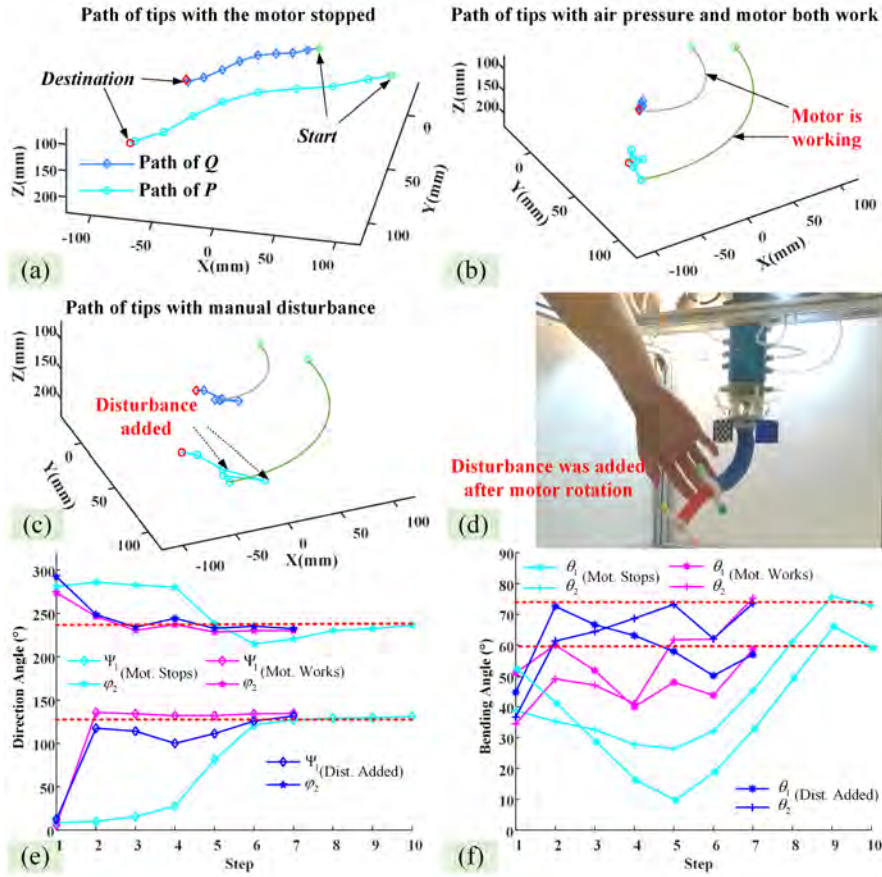 Path of tips with the motor stopped
Destination
Start
Z(mm)
100
150
200
Path of Q
Path of P
-100
-50
0
50
100
X(mm)
0
50
100
Y(mm)
(a)
Path of tips with air pressure and motor both work
Z(mm)
100
150
200
Motor is
working
0
50
100
Y(mm)
-100
-50
0
50
100
X(mm)
(b)
Path of tips with manual disturbance
Z(mm)
100
150
200
Disturbance
added
0
50
100
Y(mm)
-100
-50
0
50
100
X(mm)
(c)
Disturbance was added
after motor rotation
(d)
Direction Angle (°)
300
250
200
150
100
50
0
Ψ1 (Mot. Stops)
φ2
Ψ1 (Mot. Works)
φ2
Ψ1 (Dist. Added)
φ2
1 2 3 4 5 6 7 8 9 10
Step
(e)
Bending Angle (°)
90
80
70
60
50
40
30
20
10
0
θ1 (Mot. Stops)
θ2
θ1 (Mot. Works)
θ2
θ1 (Dist. Added)
θ2
1 2 3 4 5 6 7 8 9 10
Step
(f)